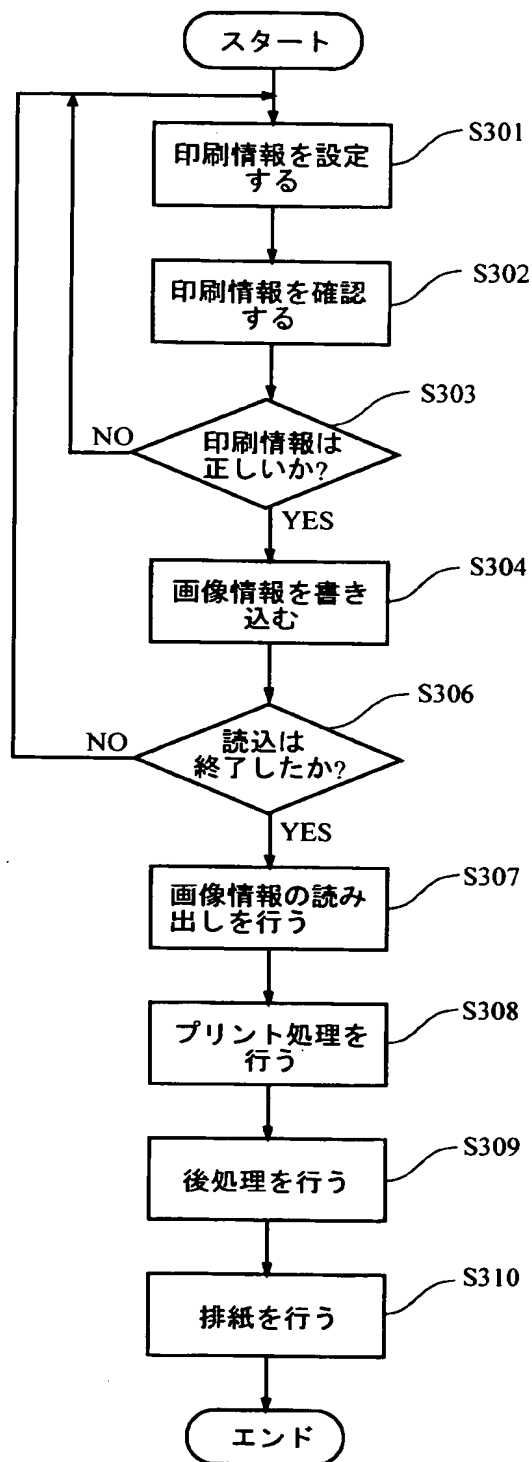 スタート
S301
印刷情報を設定
する
S302
印刷情報を確認
する
S303
NO
印刷情報は
正しいか?
YES
S304
画像情報を書き
込む
S306
NO
読込は
終了したか?
YES
S307
画像情報の読み
出しを行う
S308
プリント処理を
行う
S309
後処理を行う
S310
排紙を行う
エンド